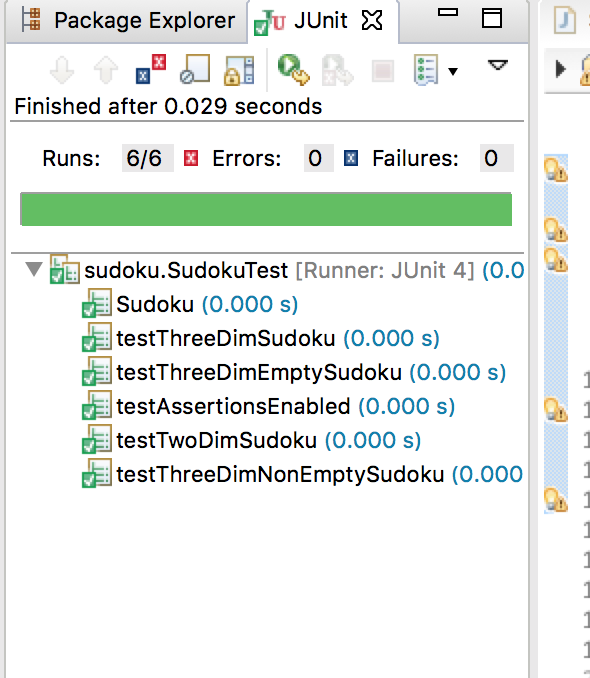 Package Explorer JUnit
Finished after 0.029 seconds
Runs: 6/6 Errors: 0 Failures: 0
sudoku.SudokuTest [Runner: JUnit 4] (0.0
Sudoku (0.000 s)
testThreeDimSudoku (0.000 s)
testThreeDimEmptySudoku (0.000 s)
testAssertionsEnabled (0.000 s)
testTwoDimSudoku (0.000 s)
testThreeDimNonEmptySudoku (0.000